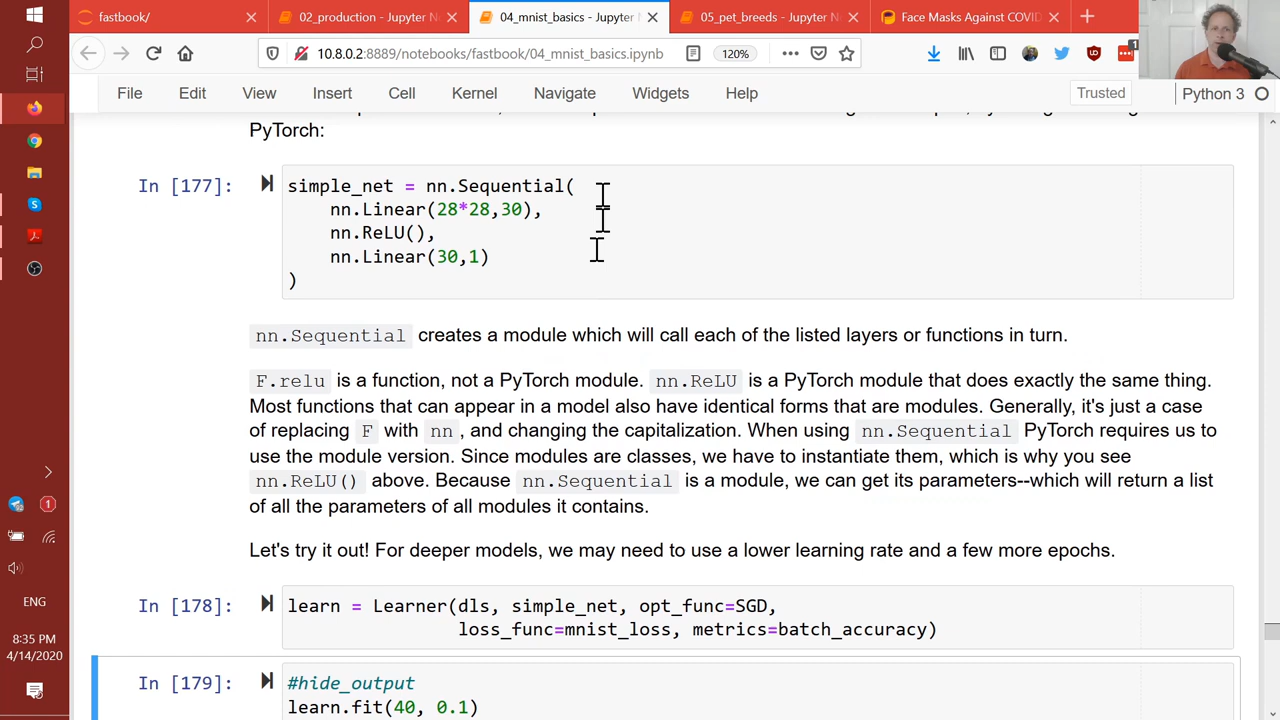 fastbook/
02_production - Jupyter N
04_mnist_basics - Jupyter
05_pet_breeds - Jupyter N
Face Masks Against COVI
10.8.0.2:8889/notebooks/fastbook/04_mnist_basics.ipynb
120%
File Edit View Insert Cell Kernel Navigate Widgets Help
Trusted
Python 3
PyTorch:
In [177]:
simple_net = nn.Sequential(
nn.Linear(28*28,30),
nn.ReLU(),
nn.Linear(30,1)
)
nn.Sequential creates a module which will call each of the listed layers or functions in turn.
F.relu is a function, not a PyTorch module. nn.ReLU is a PyTorch module that does exactly the same thing.
Most functions that can appear in a model also have identical forms that are modules. Generally, it's just a case
of replacing F with nn, and changing the capitalization. When using nn.Sequential PyTorch requires us to
use the module version. Since modules are classes, we have to instantiate them, which is why you see
nn.ReLU() above. Because nn.Sequential is a module, we can get its parameters--which will return a list
of all the parameters of all modules it contains.
Let's try it out! For deeper models, we may need to use a lower learning rate and a few more epochs.
In [178]:
learn = Learner(dls, simple_net, opt_func=SGD,
loss_func=mnist_loss, metrics=batch_accuracy)
In [179]:
#hide_output
learn.fit(40, 0.1)
1
1
ENG
8:35 PM
4/14/2020